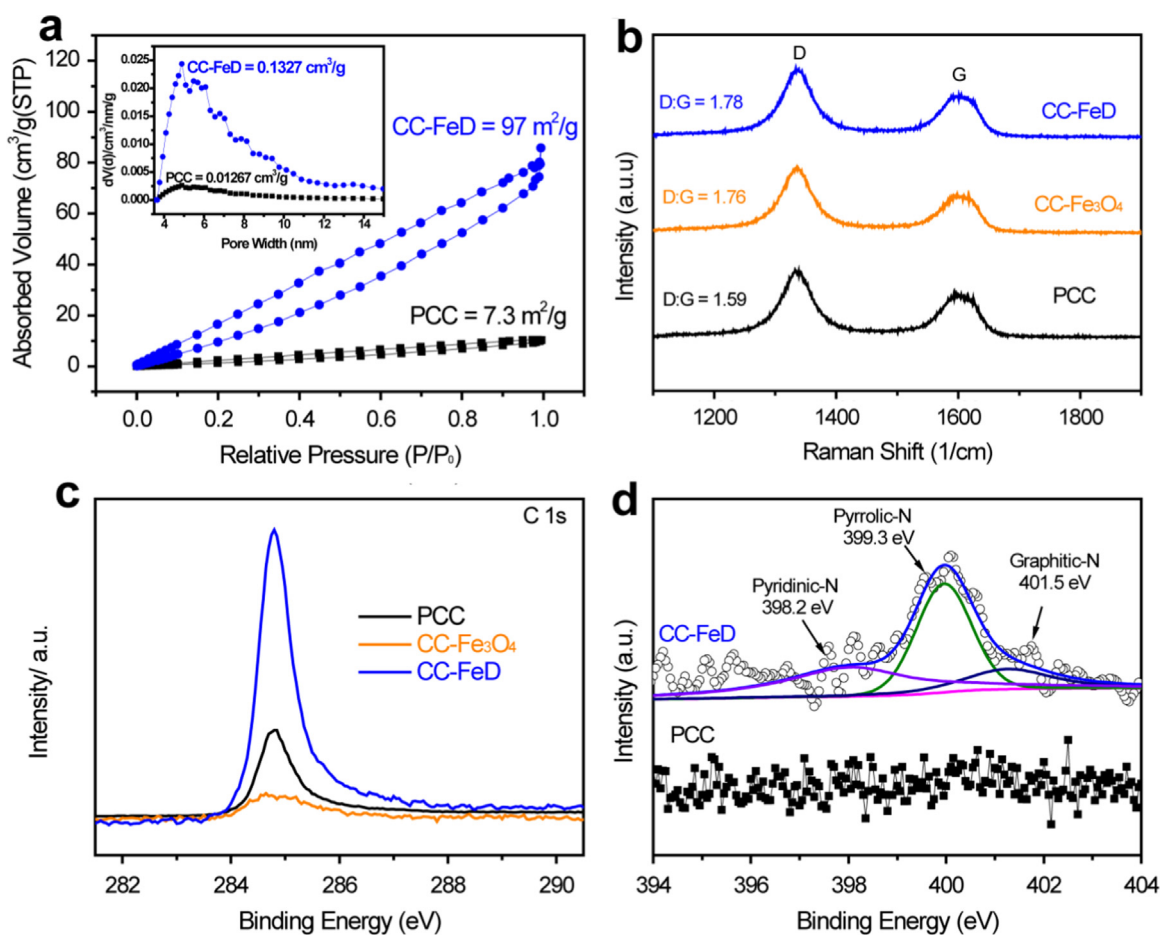 a
120
100
80
60
40
20
0
Absorbed Volume (cm³/g(STP)
0.0 0.2 0.4 0.6 0.8 1.0
Relative Pressure (P/P₀)
CC-FeD = 97 m²/g
PCC = 7.3 m²/g
0.025
0.020
0.015
0.010
0.005
0.000
dV(d)/cm³/nm/g
CC-FeD = 0.1327 cm³/g
PCC = 0.01267 cm³/g
4 6 8 10 12 14
Pore Width (nm)
b
D
G
D:G = 1.78
CC-FeD
D:G = 1.76
CC-Fe₃O₄
D:G = 1.59
PCC
Intensity (a.u.u)
1200 1400 1600 1800
Raman Shift (1/cm)
c
C 1s
PCC
CC-Fe₃O₄
CC-FeD
Intensity/ a.u.
282 284 286 288 290
Binding Energy (eV)
d
Pyrrolic-N
399.3 eV
Graphitic-N
401.5 eV
Pyridinic-N
398.2 eV
CC-FeD
PCC
Intensity (a.u.)
394 396 398 400 402 404
Binding Energy (eV)